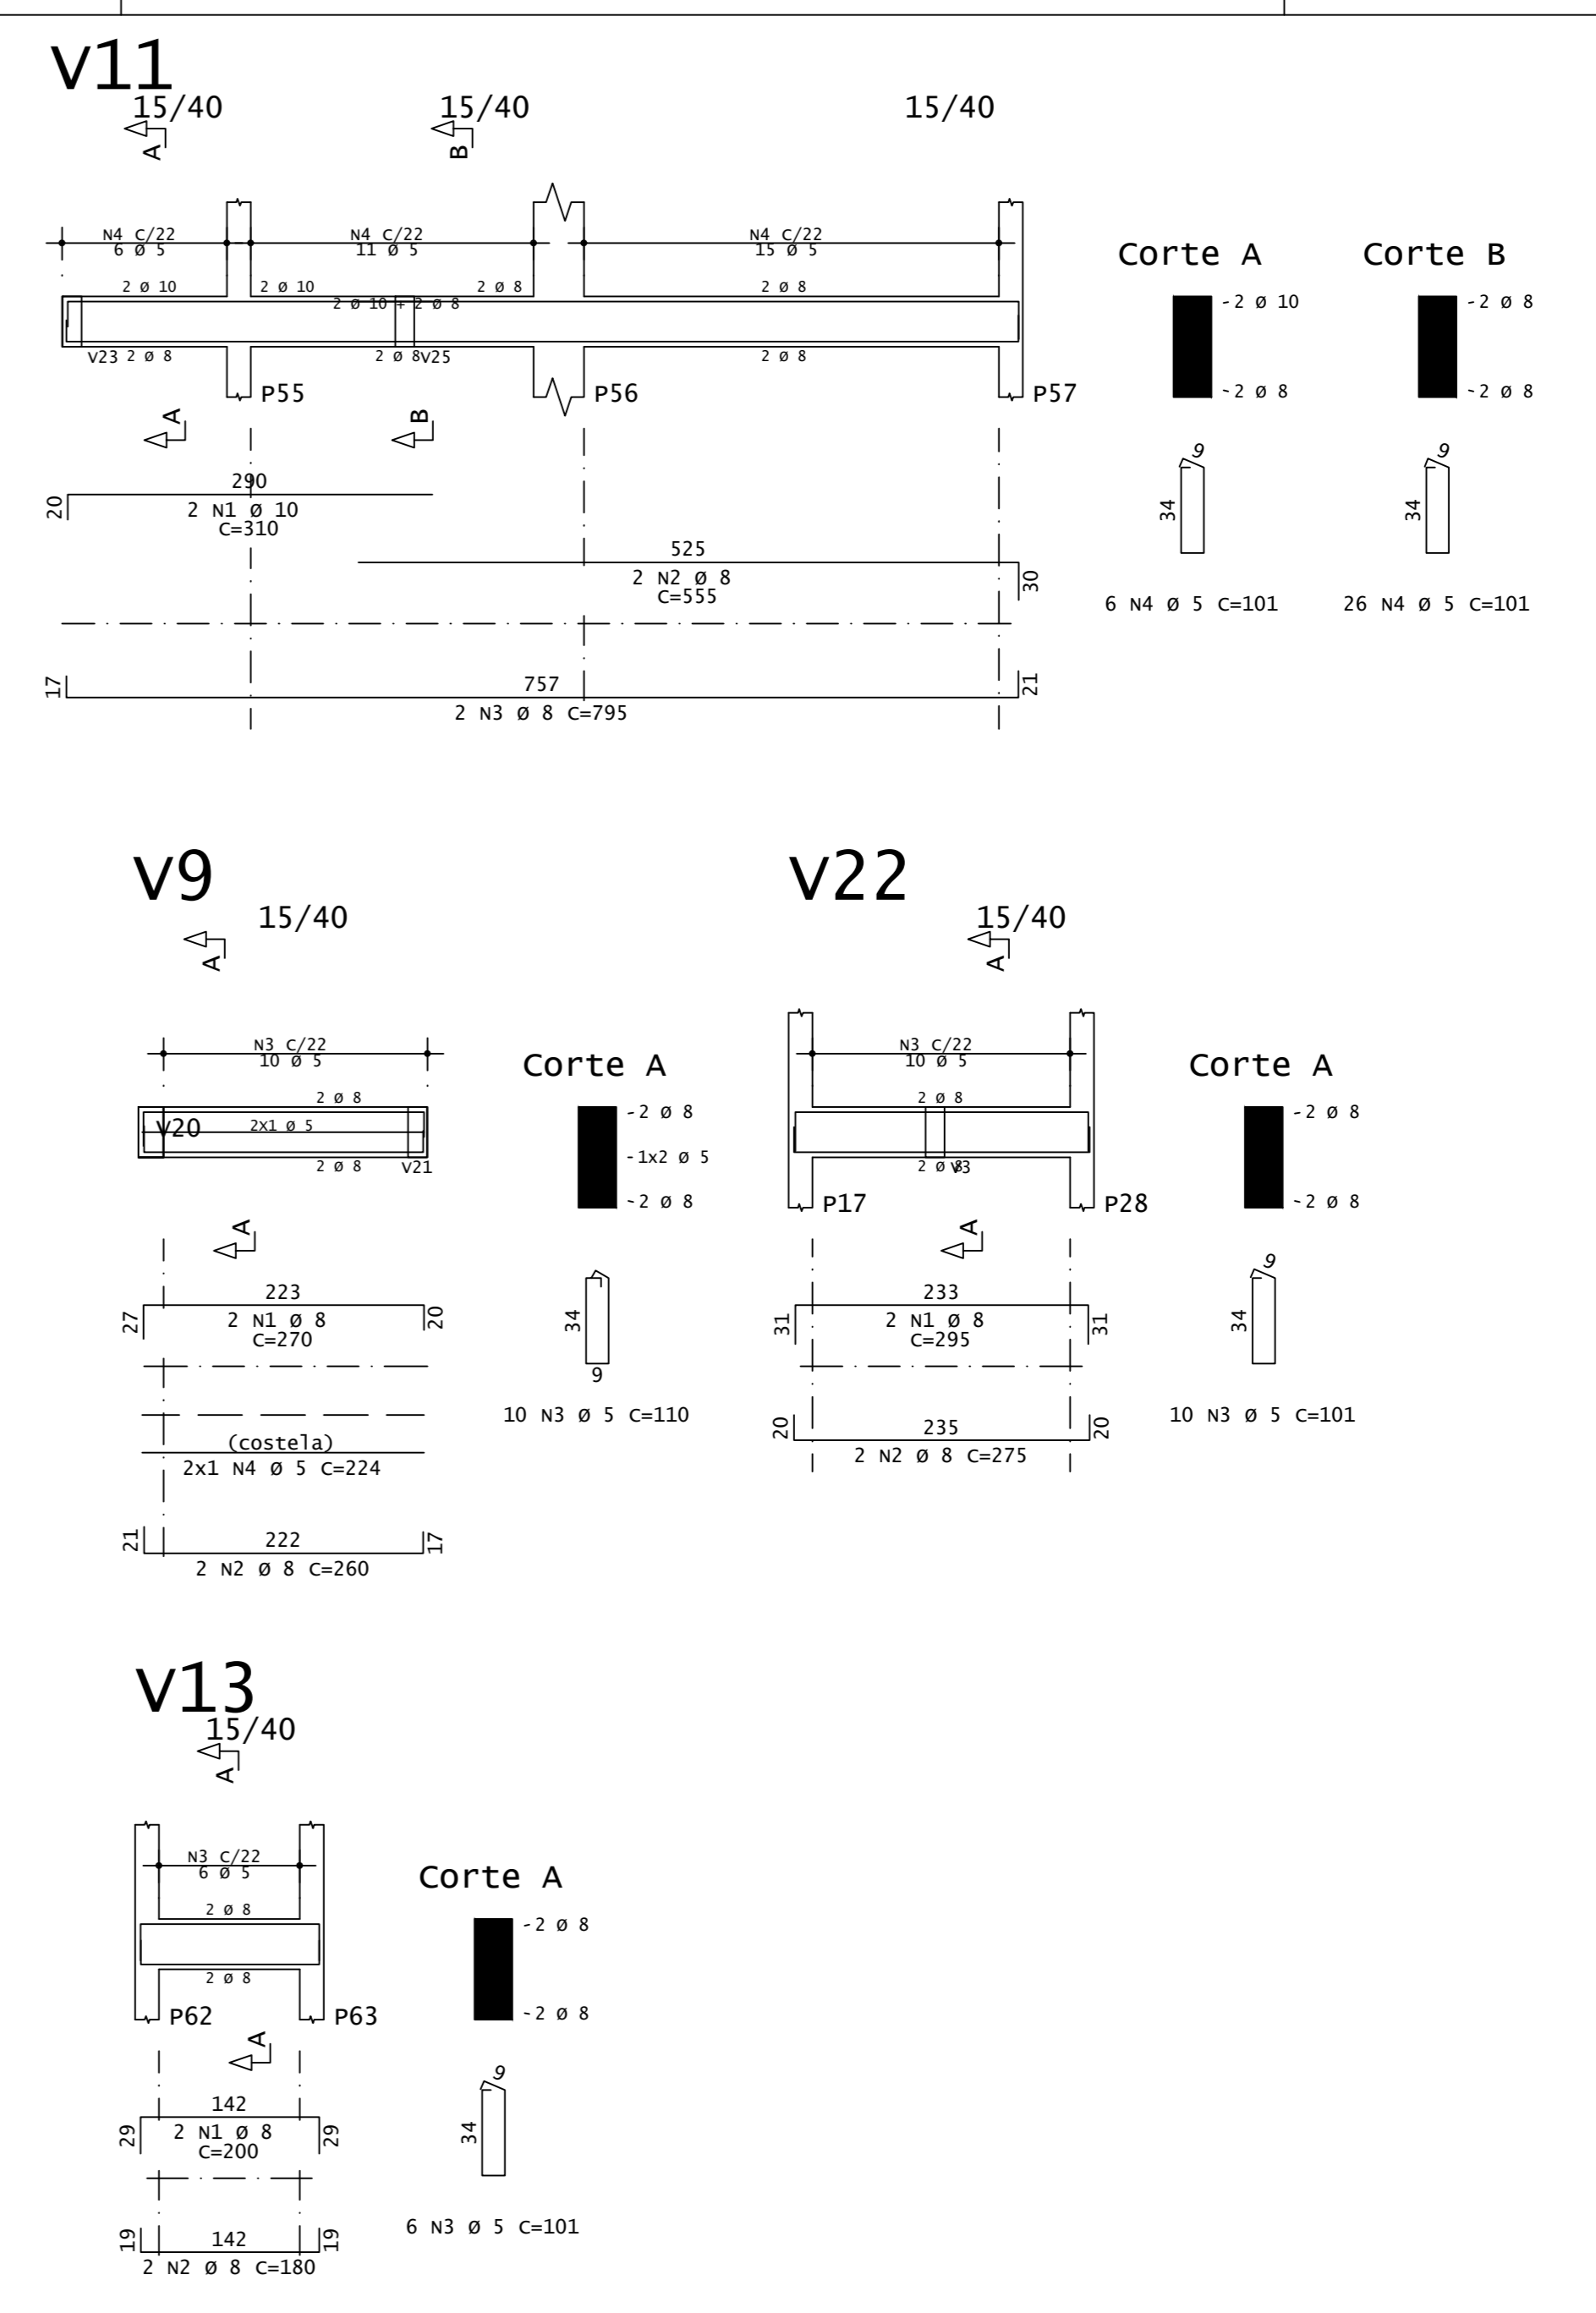 V11
15/40
15/40
15/40
A
B
N4 C/22
6 Ø 5
N4 C/22
11 Ø 5
N4 C/22
15 Ø 5
Corte A
Corte B
2 Ø 10
2 Ø 10
2 Ø 8
2 Ø 8
2 Ø 10 + 2 Ø 8
-2 Ø 10
-2 Ø 8
V23 2 Ø 8
2 Ø 8
V25
2 Ø 8
P55
P56
P57
-2 Ø 8
-2 Ø 8
A
B
9
34
9
34
290
20
2 N1 Ø 10
C=310
525
2 N2 Ø 8
C=555
30
6 N4 Ø 5 C=101
26 N4 Ø 5 C=101
17
757
21
2 N3 Ø 8 C=795
V9
15/40
A
N3 C/22
10 Ø 5
Corte A
2 Ø 8
-2 Ø 8
V20
2X1 Ø 5
-1x2 Ø 5
2 Ø 8
V21
-2 Ø 8
A
223
27
20
2 N1 Ø 8
C=270
34
9
10 N3 Ø 5 C=110
(costela)
2x1 N4 Ø 5 C=224
21
222
17
2 N2 Ø 8 C=260
V22
15/40
A
N3 C/22
10 Ø 5
Corte A
2 Ø 8
-2 Ø 8
2 Ø 8
V3
-2 Ø 8
P17
P28
A
233
31
31
2 N1 Ø 8
C=295
9
34
10 N3 Ø 5 C=101
20
235
20
2 N2 Ø 8 C=275
V13
15/40
A
N3 C/22
6 Ø 5
Corte A
2 Ø 8
-2 Ø 8
2 Ø 8
-2 Ø 8
P62
P63
A
142
29
29
2 N1 Ø 8
C=200
9
34
6 N3 Ø 5 C=101
19
142
19
2 N2 Ø 8 C=180